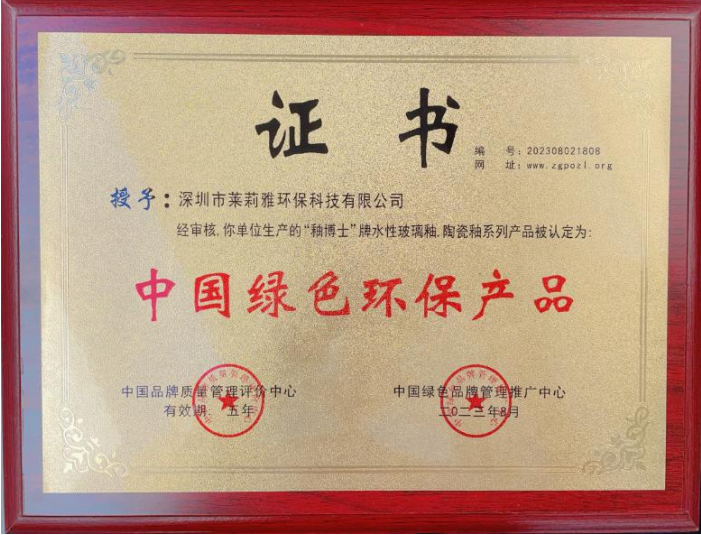 证 书
编 号：202308021808
网 址：www.zgpozl.org
授予：深圳市莱莉雅环保科技有限公司
经审核，你单位生产的“釉博士”牌水性玻璃釉、陶瓷釉系列产品被认定为：
中国绿色环保产品
中国品牌质量管理评价中心
有效期：五年
中国绿色品牌管理推广中心
二〇二三年8月